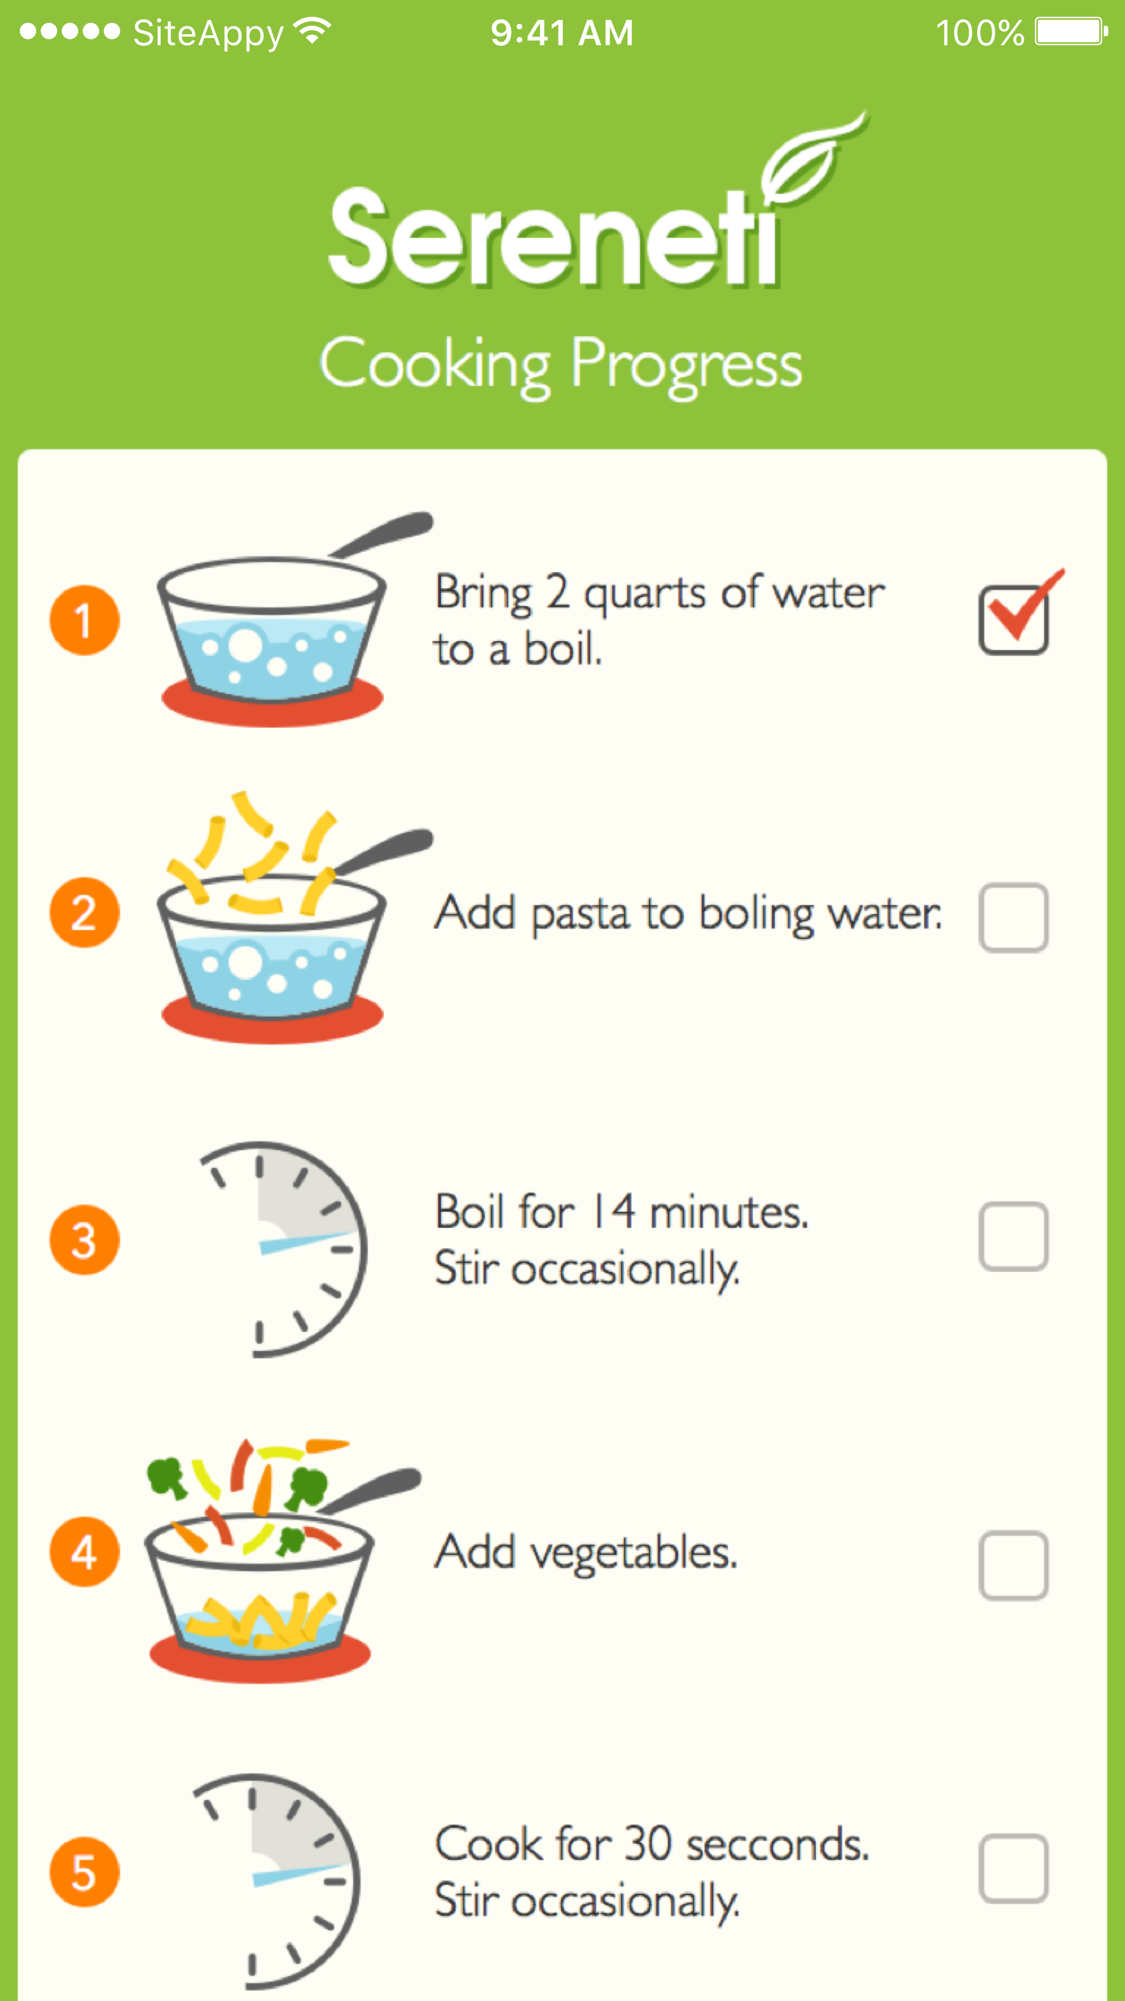 SiteAppy
9:41 AM
100%
Sereneti
Cooking Progress
1
Bring 2 quarts of water
to a boil.
2
Add pasta to boling water.
3
Boil for 14 minutes.
Stir occasionally.
4
Add vegetables.
5
Cook for 30 secconds.
Stir occasionally.